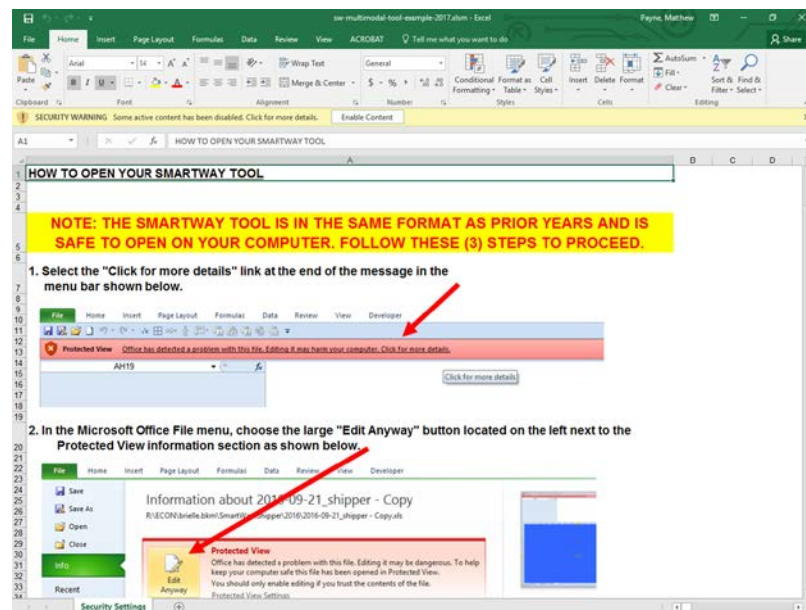 sw-multimodal-tool-example-2017.xlsm - Excel
Payne, Matthew
File Home Insert Page Layout Formulas Data Review View ACROBAT Tell me what you want to do
Share
Paste
Arial 14 A A
B I U A
Wrap Text
Merge & Center
General
$ - % ,
Conditional Formatting
Format as Table
Cell Styles
Insert Delete Format
AutoSum
Fill
Clear
Sort & Filter
Find & Select
Clipboard Font Alignment Number Styles Cells Editing
SECURITY WARNING Some active content has been disabled. Click for more details. Enable Content
A1 fx HOW TO OPEN YOUR SMARTWAY TOOL
A B C D
HOW TO OPEN YOUR SMARTWAY TOOL
NOTE: THE SMARTWAY TOOL IS IN THE SAME FORMAT AS PRIOR YEARS AND IS
SAFE TO OPEN ON YOUR COMPUTER. FOLLOW THESE (3) STEPS TO PROCEED.
1. Select the "Click for more details" link at the end of the message in the
menu bar shown below.
File Home Insert Page Layout Formulas Data Review View Developer
Protected View Office has detected a problem with this file. Editing it may harm your computer. Click for more details.
AH19 fx
Click for more details
2. In the Microsoft Office File menu, choose the large "Edit Anyway" button located on the left next to the
Protected View information section as shown below.
File Home Insert Page Layout Formulas Data Review View Developer
Save
Save As
Open
Close
Info
Recent
Information about 2016-09-21_shipper - Copy
Edit Anyway
Protected View
Office has detected a problem with this file. Editing it may be dangerous. To help
keep your computer safe this file has been opened in Protected View.
You should only enable editing if you trust the contents of the file.
Protected View Settings
Security Settings